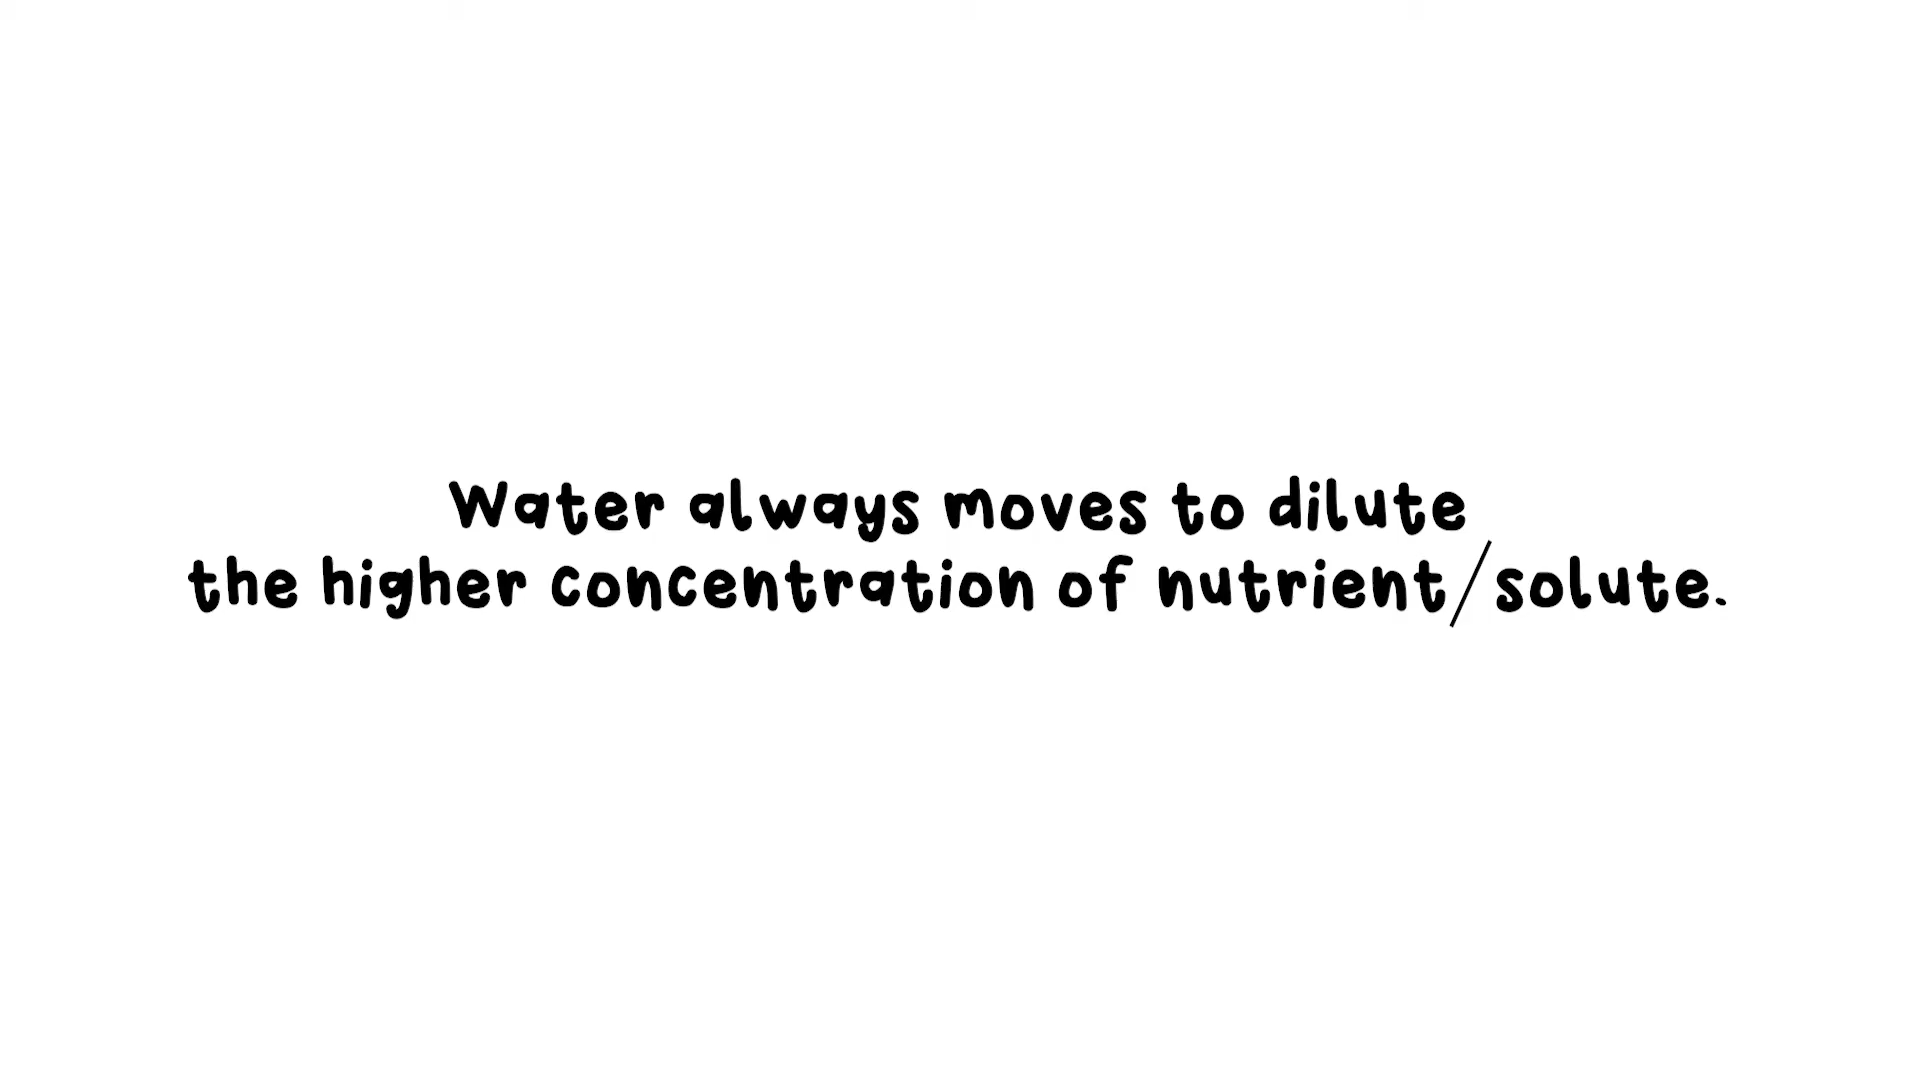 Water always moves to dilute
the higher concentration of nutrient/solute.